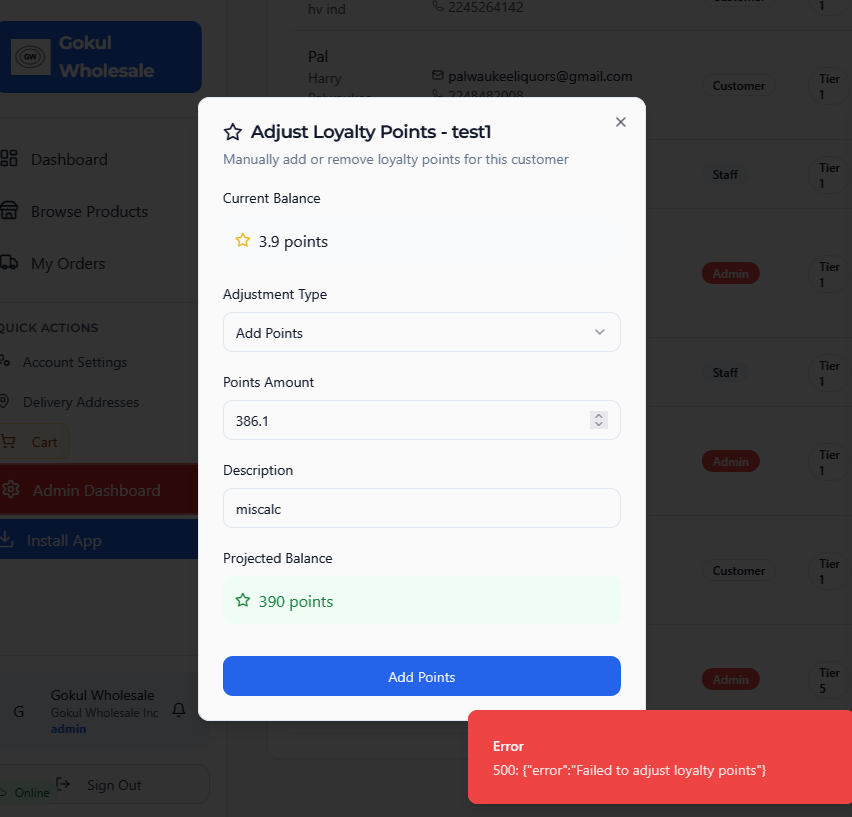 Gokul
Wholesale
GW
Dashboard
Browse Products
My Orders
QUICK ACTIONS
Account Settings
Delivery Addresses
Cart
Admin Dashboard
Install App
G
Gokul Wholesale
Gokul Wholesale Inc
admin
Online
Sign Out
hv ind
2245264142
Customer
1
Pal
Harry
Palwaukee
palwaukeeliquors@gmail.com
2248482008
Customer
Tier
1
Staff
Tier
1
Admin
Tier
1
Staff
Tier
1
Admin
Tier
1
Customer
Tier
1
Admin
Tier
5
Adjust Loyalty Points - test1
Manually add or remove loyalty points for this customer
Current Balance
3.9 points
Adjustment Type
Add Points
Points Amount
386.1
Description
miscalc
Projected Balance
390 points
Add Points
Error
500: {"error":"Failed to adjust loyalty points"}